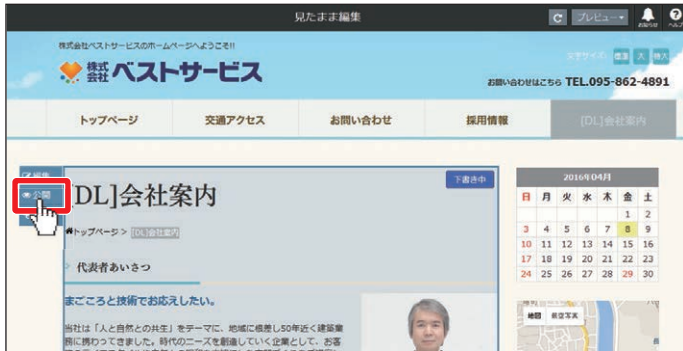 見たまま編集
プレビュー
お知らせ
ヘルプ
株式会社ベストサービスのホームページへようこそ!!
株式会社 ベストサービス
文字サイズ: 標準 大 特大
お問い合わせはこちら TEL.095-862-4891
トップページ 交通アクセス お問い合わせ 採用情報 [DL]会社案内
編集
公開
[DL]会社案内
下書き中
トップページ > [DL]会社案内
代表者あいさつ
まごころと技術でお応えしたい。
当社は「人と自然との共生」をテーマに、地域に根差し50年近く建築業
務に携わってきました。時代のニーズを創造していく企業として、お客
2016年04月
日 月 火 水 木 金 土
1 2
3 4 5 6 7 8 9
10 11 12 13 14 15 16
17 18 19 20 21 22 23
24 25 26 27 28 29 30
地図 航空写真